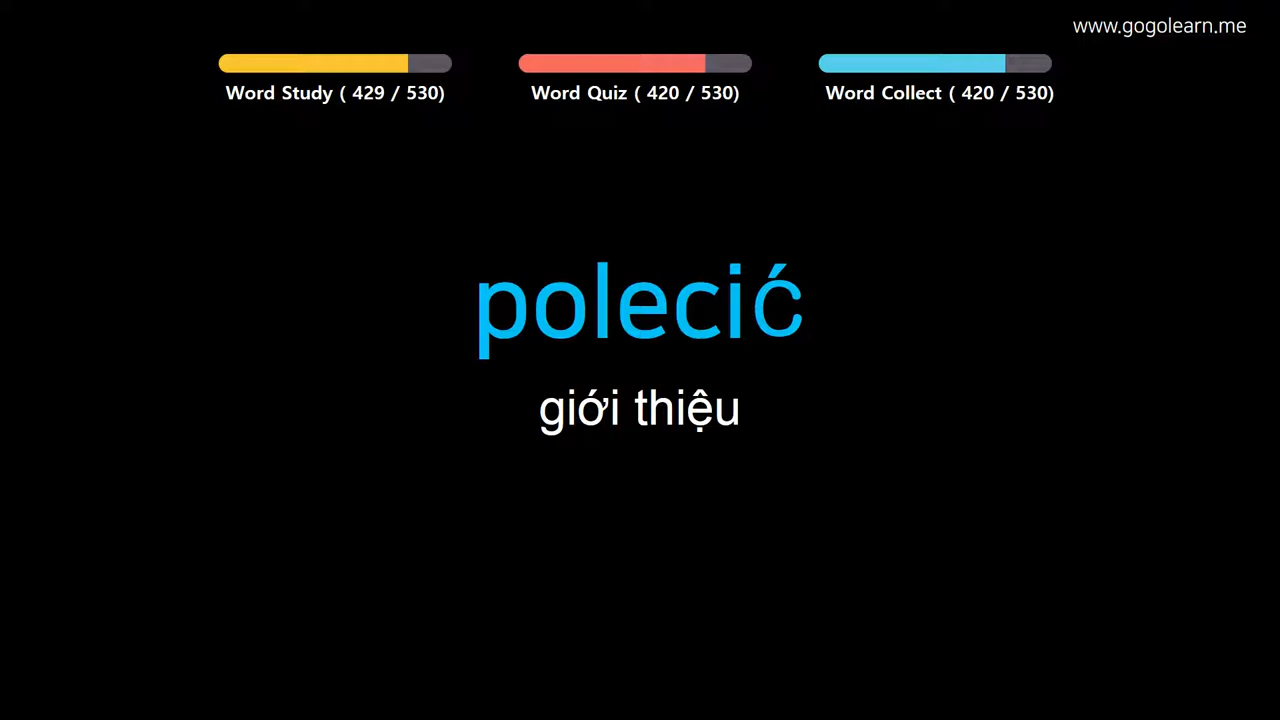 www.gogolearn.me
Word Study ( 429 / 530)
Word Quiz ( 420 / 530)
Word Collect ( 420 / 530)
polecić
giới thiệu